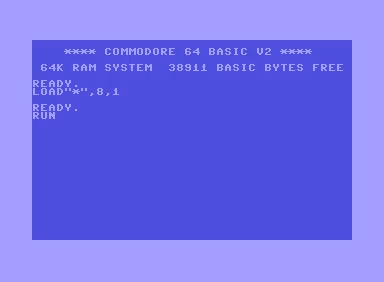 **** COMMODORE 64 BASIC V2 ****
64K RAM SYSTEM  38911 BASIC BYTES FREE
READY.
LOAD"*",8,1
READY.
RUN